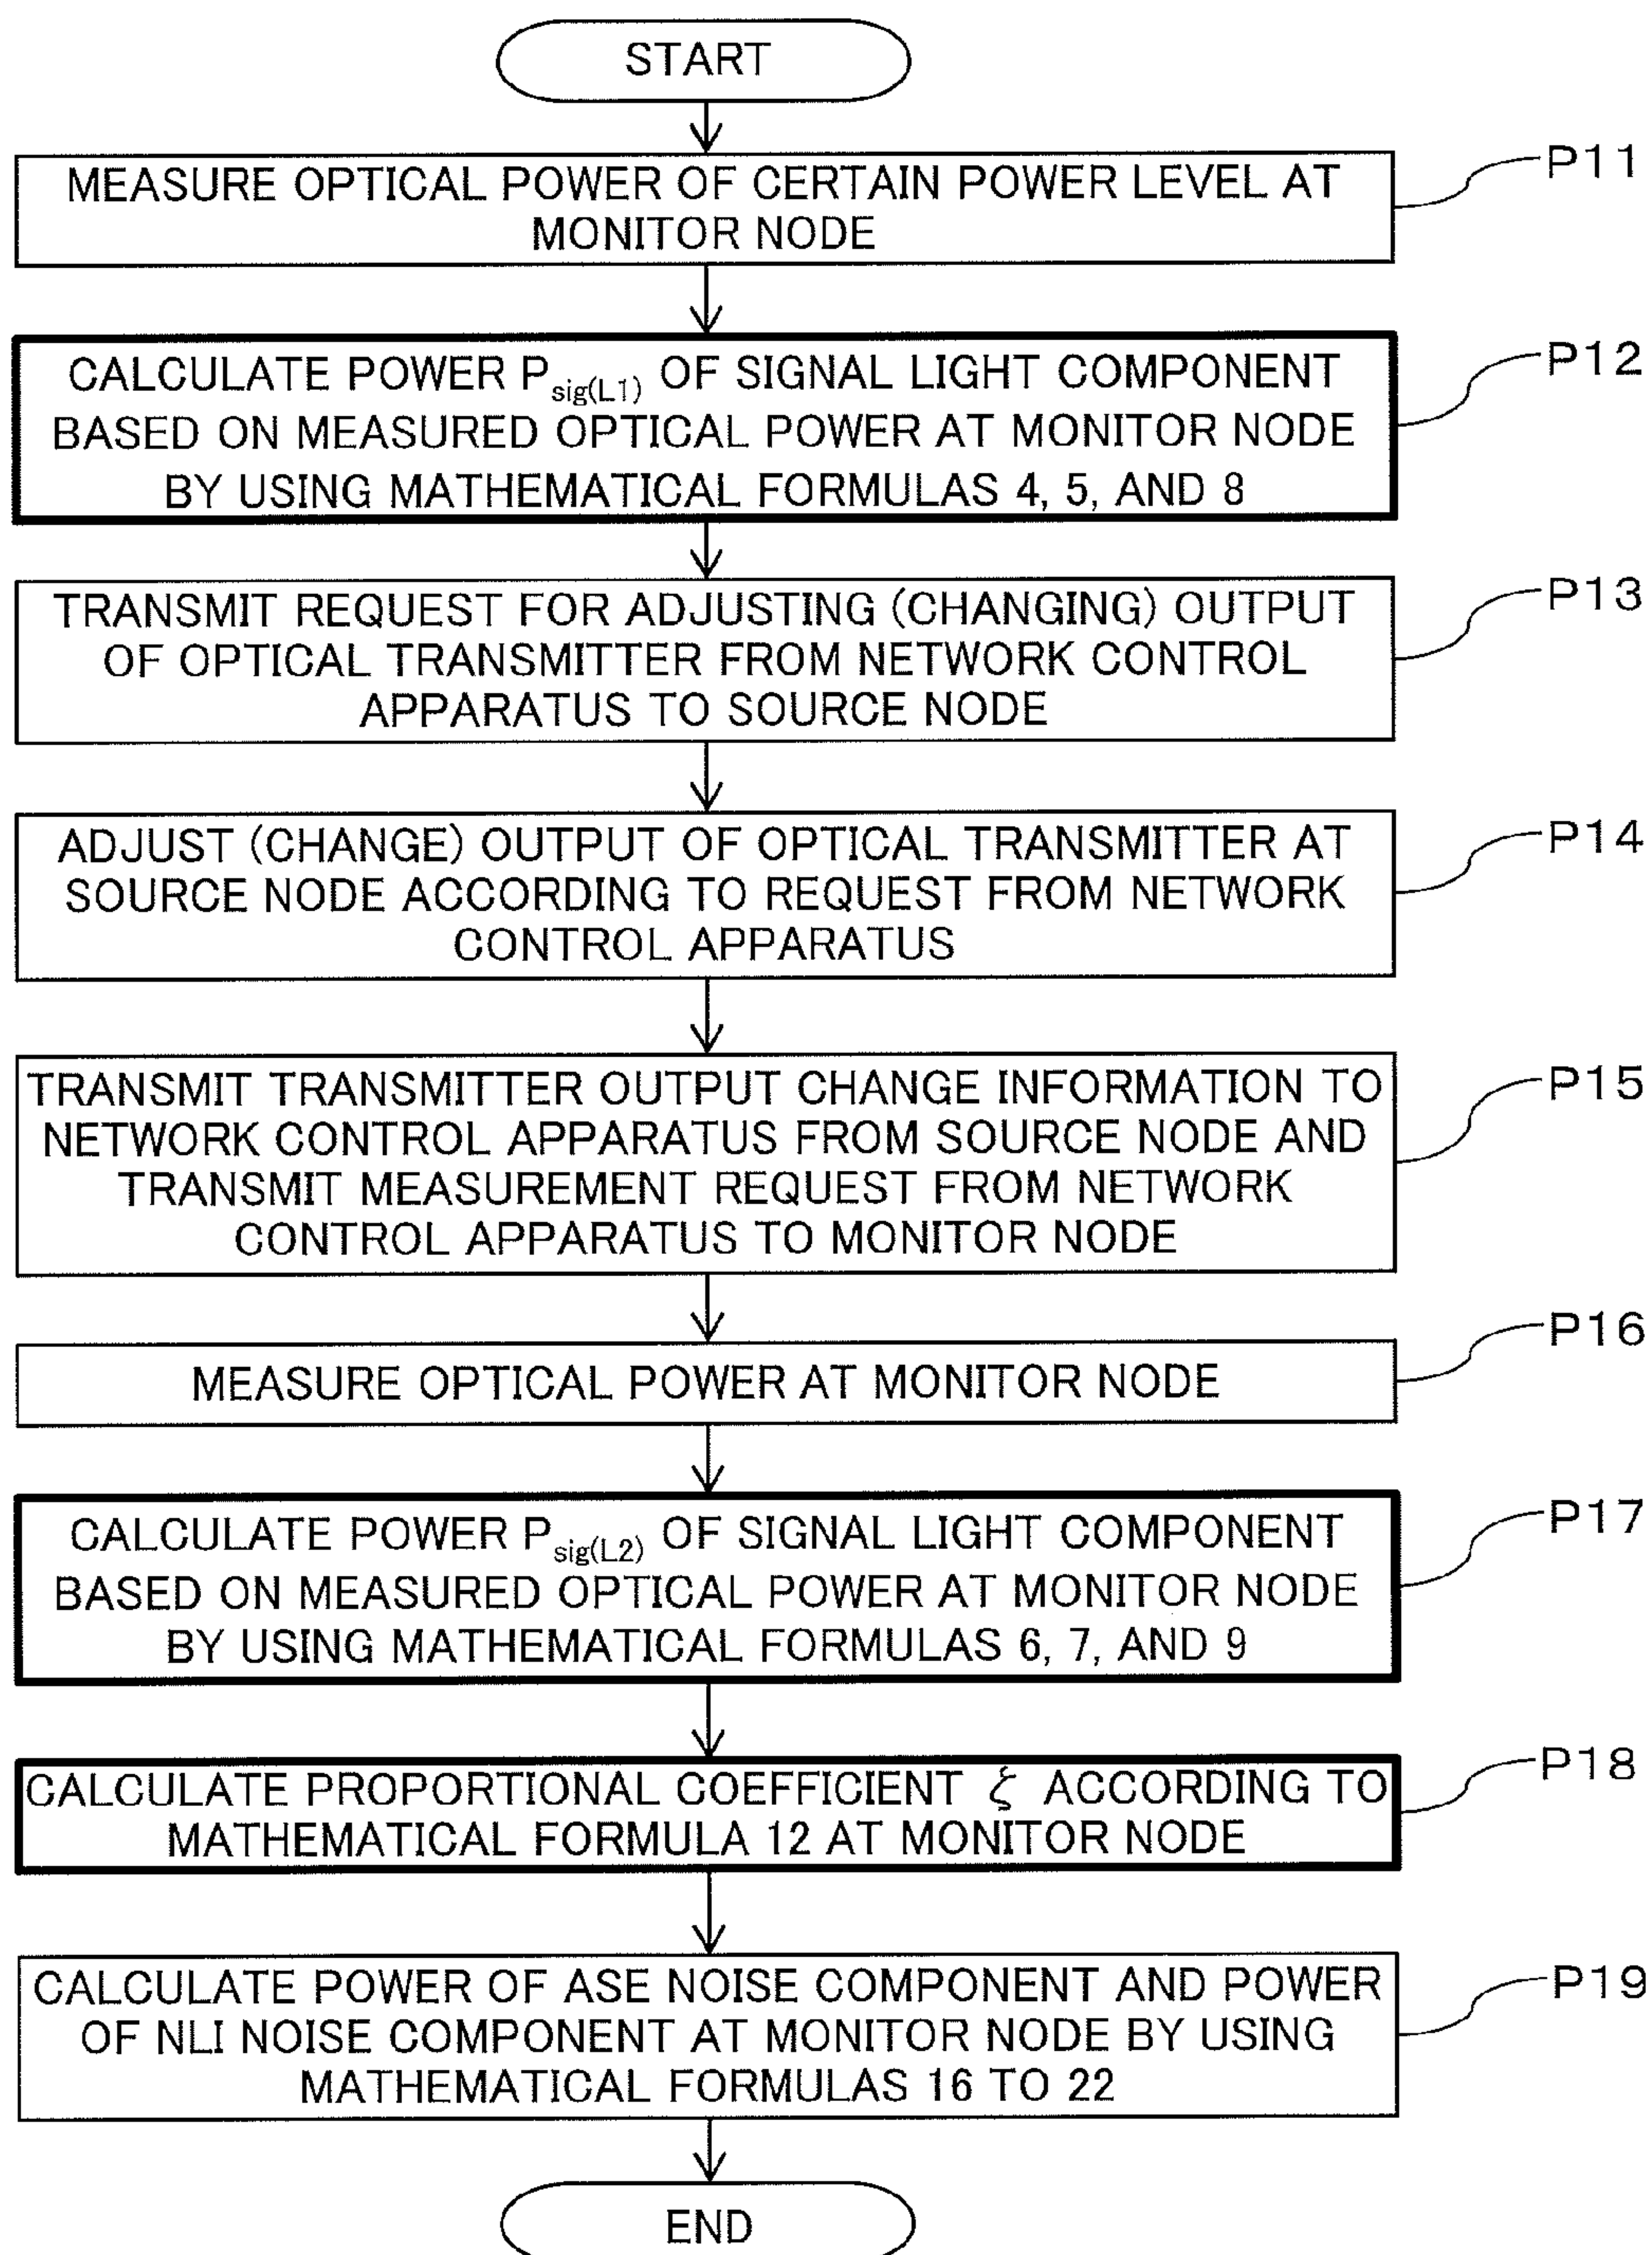 START
MEASURE OPTICAL POWER OF CERTAIN POWER LEVEL AT
MONITOR NODE
P11
CALCULATE POWER Psig(L1) OF SIGNAL LIGHT COMPONENT
BASED ON MEASURED OPTICAL POWER AT MONITOR NODE
BY USING MATHEMATICAL FORMULAS 4, 5, AND 8
P12
TRANSMIT REQUEST FOR ADJUSTING (CHANGING) OUTPUT
OF OPTICAL TRANSMITTER FROM NETWORK CONTROL
APPARATUS TO SOURCE NODE
P13
ADJUST (CHANGE) OUTPUT OF OPTICAL TRANSMITTER AT
SOURCE NODE ACCORDING TO REQUEST FROM NETWORK
CONTROL APPARATUS
P14
TRANSMIT TRANSMITTER OUTPUT CHANGE INFORMATION TO
NETWORK CONTROL APPARATUS FROM SOURCE NODE AND
TRANSMIT MEASUREMENT REQUEST FROM NETWORK
CONTROL APPARATUS TO MONITOR NODE
P15
MEASURE OPTICAL POWER AT MONITOR NODE
P16
CALCULATE POWER Psig(L2) OF SIGNAL LIGHT COMPONENT
BASED ON MEASURED OPTICAL POWER AT MONITOR NODE
BY USING MATHEMATICAL FORMULAS 6, 7, AND 9
P17
CALCULATE PROPORTIONAL COEFFICIENT ζ ACCORDING TO
MATHEMATICAL FORMULA 12 AT MONITOR NODE
P18
CALCULATE POWER OF ASE NOISE COMPONENT AND POWER
OF NLI NOISE COMPONENT AT MONITOR NODE BY USING
MATHEMATICAL FORMULAS 16 TO 22
P19
END